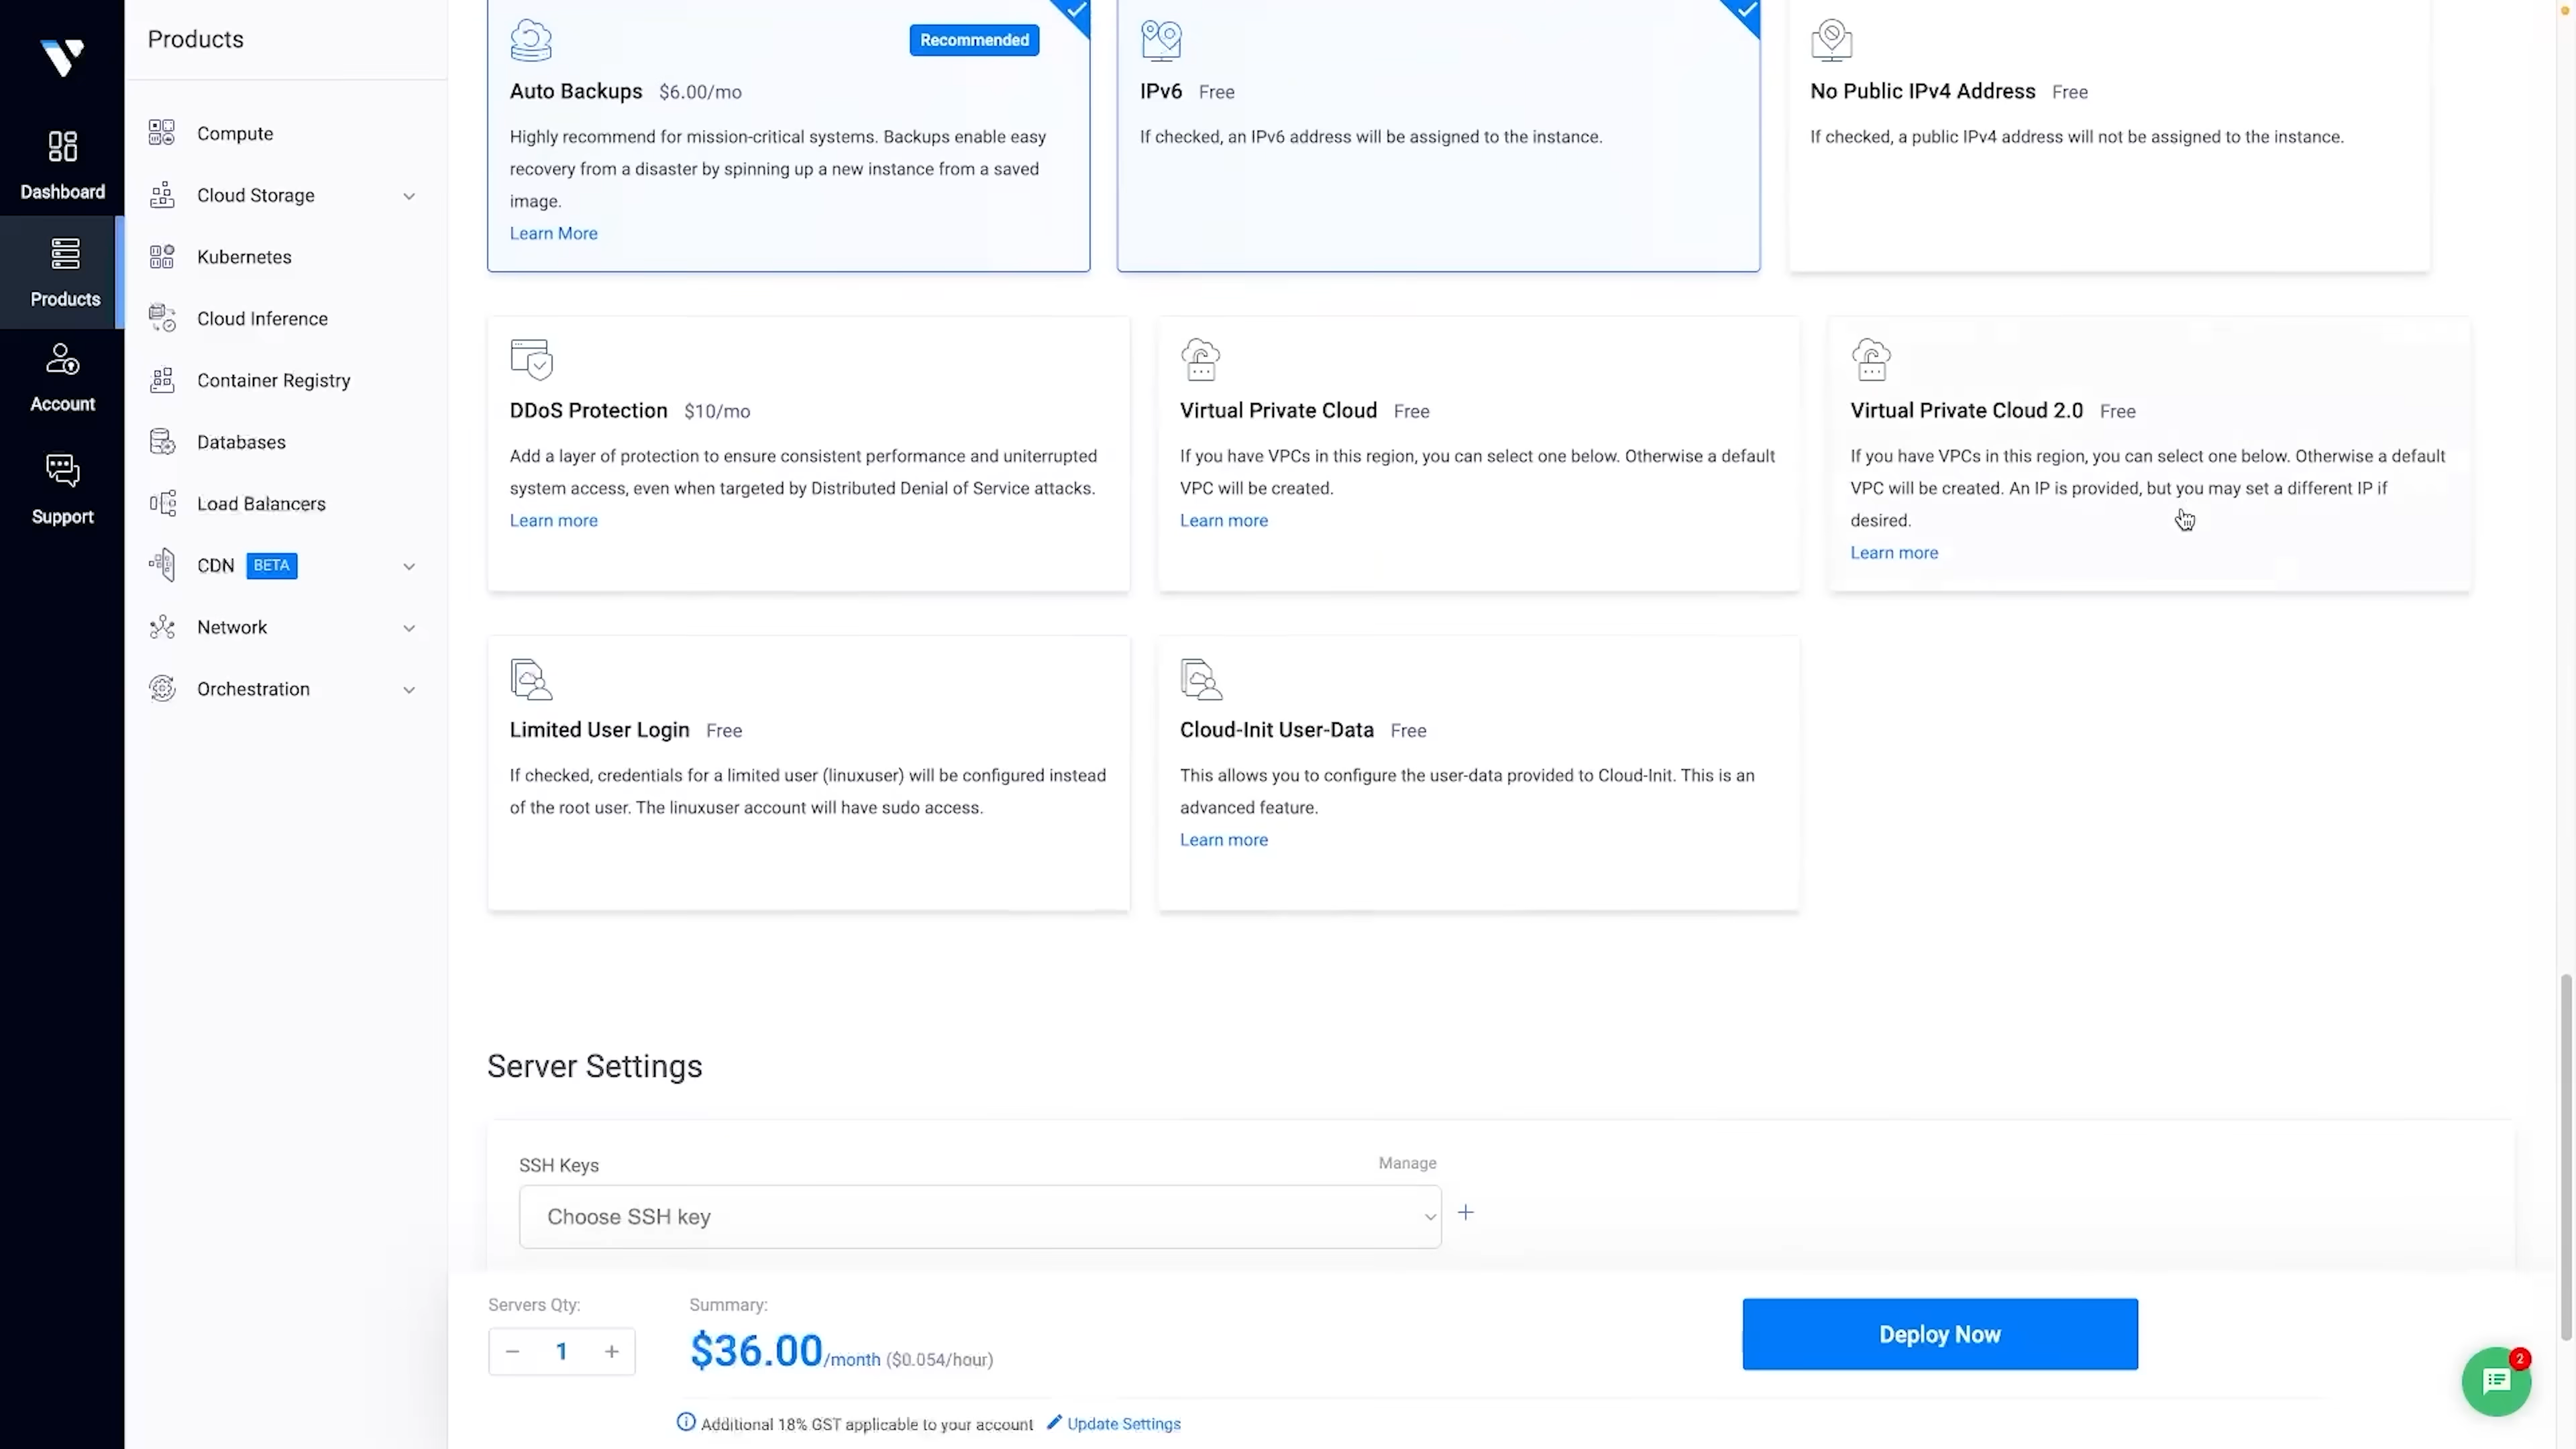 Dashboard
Products
Account
Support
Products
Compute
Cloud Storage
Kubernetes
Cloud Inference
Container Registry
Databases
Load Balancers
CDN BETA
Network
Orchestration
Recommended
Auto Backups $6.00/mo
Highly recommend for mission-critical systems. Backups enable easy
recovery from a disaster by spinning up a new instance from a saved
image.
Learn More
IPv6 Free
If checked, an IPv6 address will be assigned to the instance.
No Public IPv4 Address Free
If checked, a public IPv4 address will not be assigned to the instance.
DDoS Protection $10/mo
Add a layer of protection to ensure consistent performance and uniterrupted
system access, even when targeted by Distributed Denial of Service attacks.
Learn more
Virtual Private Cloud Free
If you have VPCs in this region, you can select one below. Otherwise a default
VPC will be created.
Learn more
Virtual Private Cloud 2.0 Free
If you have VPCs in this region, you can select one below. Otherwise a default
VPC will be created. An IP is provided, but you may set a different IP if
desired.
Learn more
Limited User Login Free
If checked, credentials for a limited user (linuxuser) will be configured instead
of the root user. The linuxuser account will have sudo access.
Cloud-Init User-Data Free
This allows you to configure the user-data provided to Cloud-Init. This is an
advanced feature.
Learn more
Server Settings
SSH Keys
Manage
Choose SSH key
+
Servers Qty:
− 1 +
Summary:
$36.00/month ($0.054/hour)
Deploy Now
2
Additional 18% GST applicable to your account Update Settings